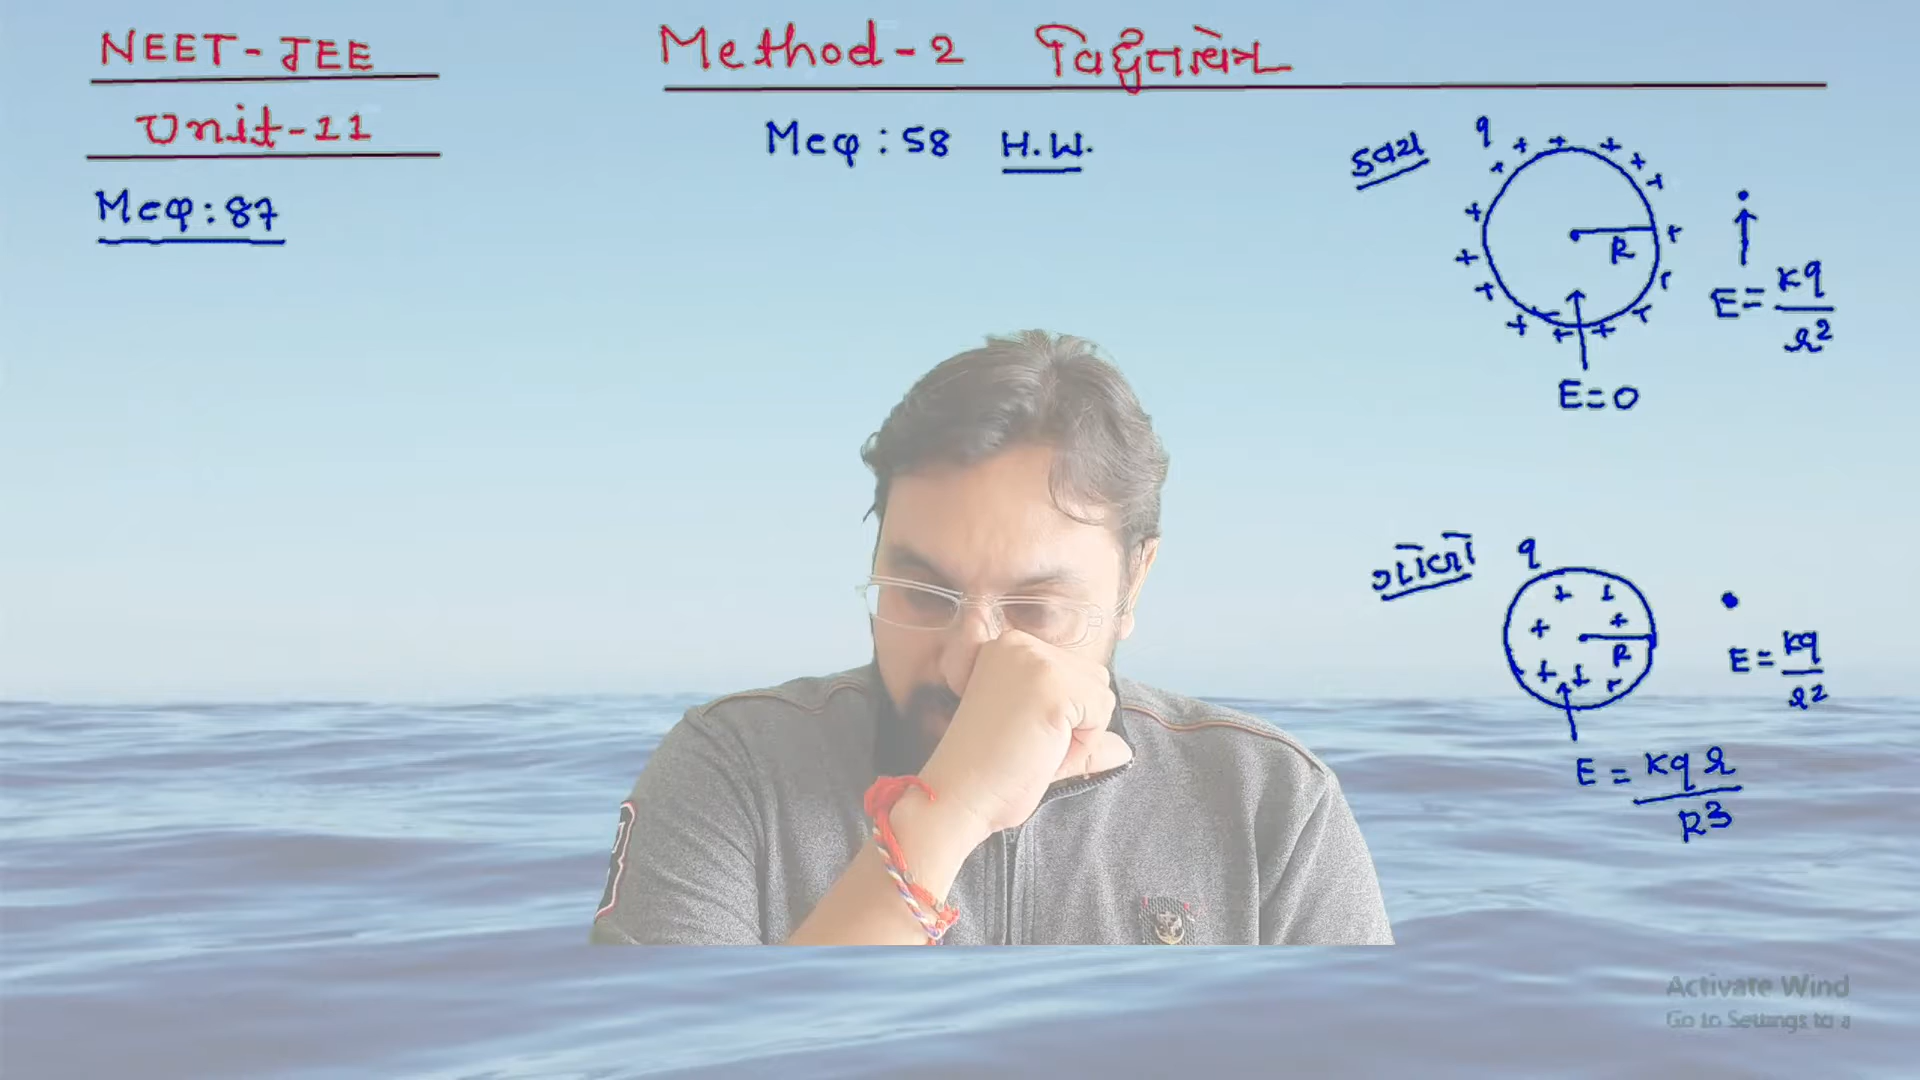 NEET-JEE
Unit-11
Mcq:87
Method-2 વિદ્યુતક્ષેત્ર
Mcq:58 H.W.
કવચ
q
+ + + + + + + + + + + + + +
R
E=kq/r²
E=0
ગોળો
q
+ + + + + +
R
E=kq/r²
E=kqr/R³
Activate Wind
Go to Settings to a